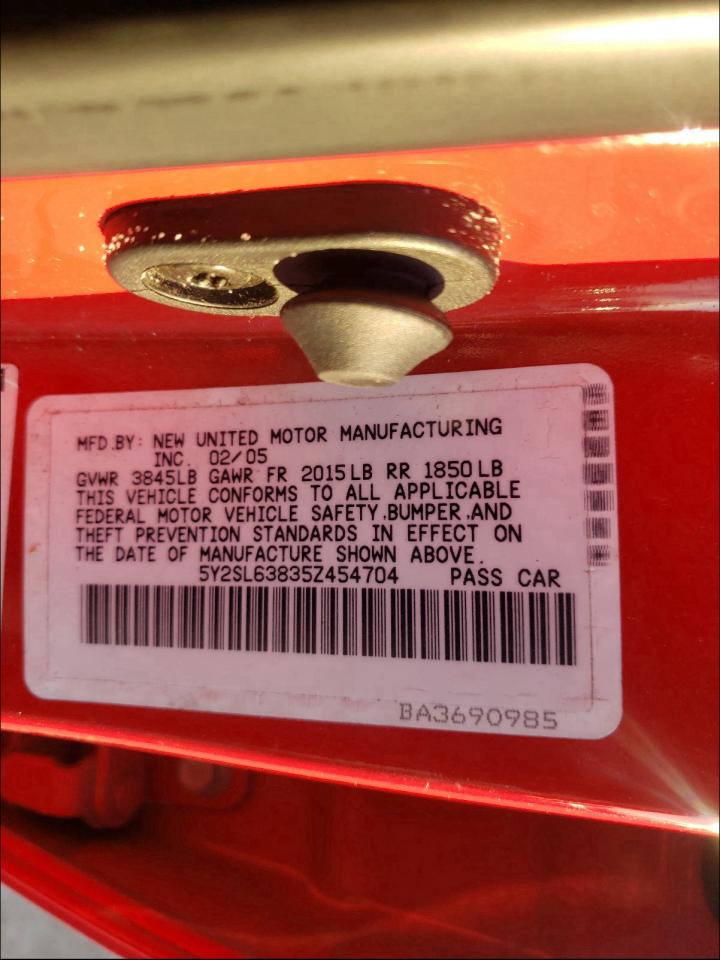 MFD.BY: NEW UNITED MOTOR MANUFACTURING
INC. 02/05
GVWR 3845LB GAWR FR 2015LB RR 1850LB
THIS VEHICLE CONFORMS TO ALL APPLICABLE
FEDERAL MOTOR VEHICLE SAFETY.BUMPER.AND
THEFT PREVENTION STANDARDS IN EFFECT ON
THE DATE OF MANUFACTURE SHOWN ABOVE.
5Y2SL63835Z454704 PASS CAR
BA3690985